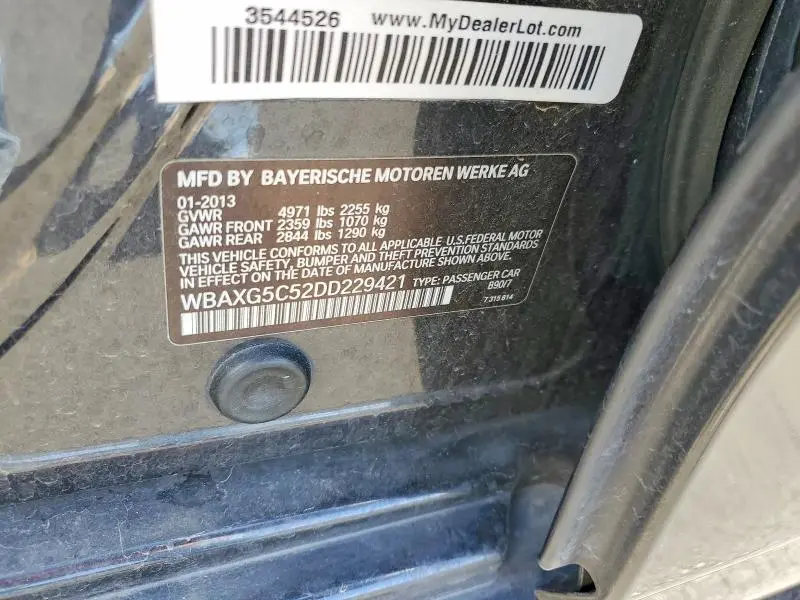 3544526 www.MyDealerLot.com
MFD BY BAYERISCHE MOTOREN WERKE AG
01-2013
GVWR 4971 lbs 2255 kg
GAWR FRONT 2359 lbs 1070 kg
GAWR REAR 2844 lbs 1290 kg
THIS VEHICLE CONFORMS TO ALL APPLICABLE U.S. FEDERAL MOTOR
VEHICLE SAFETY, BUMPER AND THEFT PREVENTION STANDARDS
IN EFFECT ON THE DATE OF MANUFACTURE SHOWN ABOVE.
WBAXG5C52DD229421 TYPE: PASSENGER CAR
B90/7
7315814